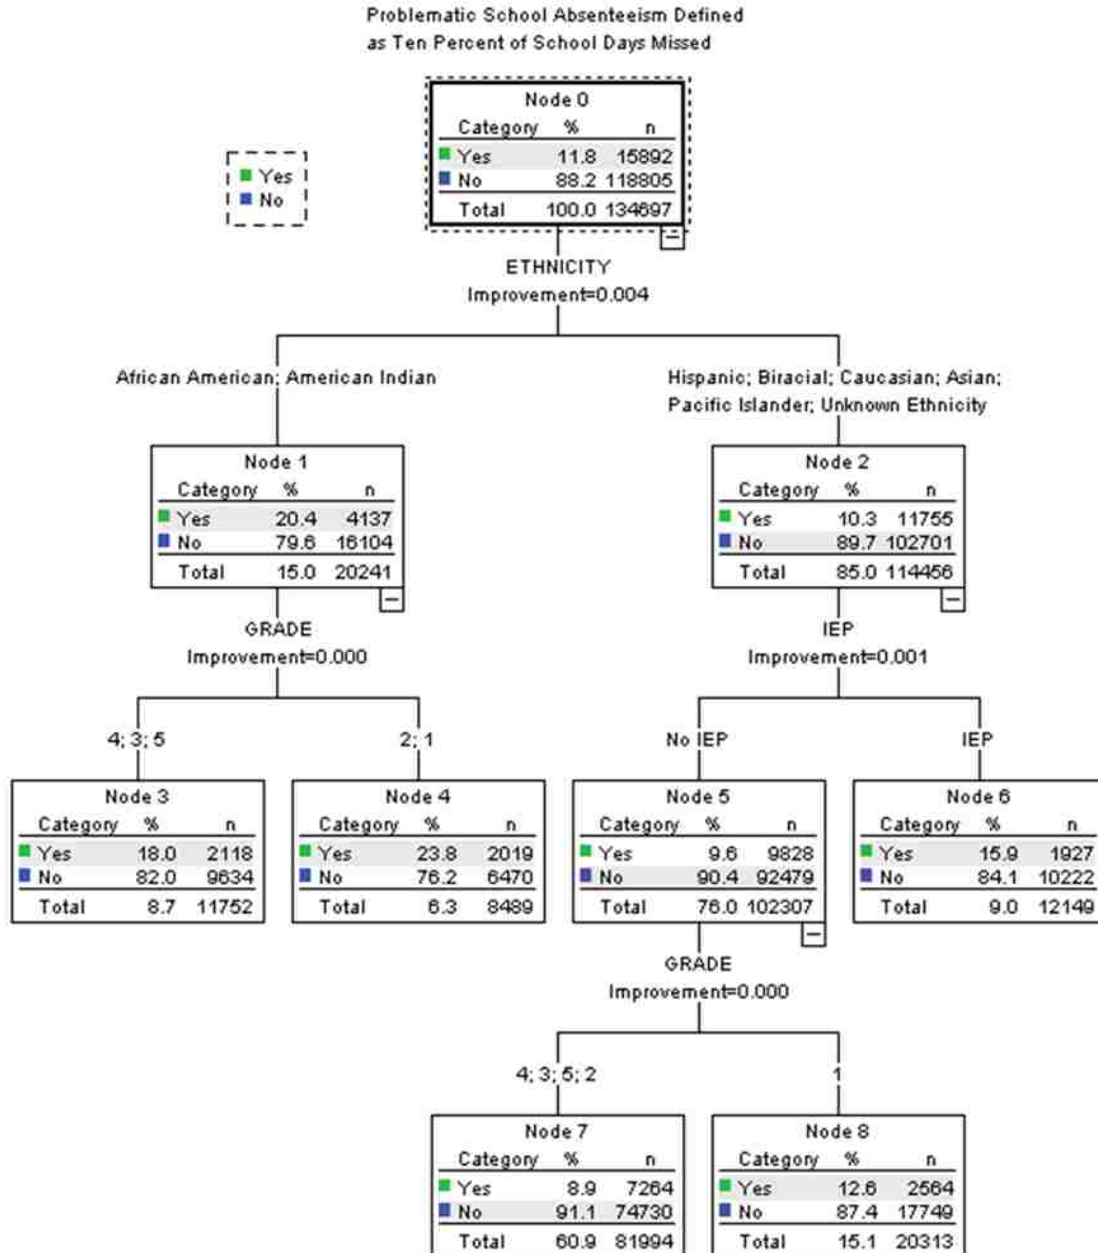 Problematic School Absenteeism Defined
as Ten Percent of School Days Missed
Node 0
Category % n
Yes 11.8 15892
No 88.2 118805
Total 100.0 134697
Yes
No
ETHNICITY
Improvement=0.004
African American; American Indian
Hispanic; Biracial; Caucasian; Asian;
Pacific Islander; Unknown Ethnicity
Node 1
Category % n
Yes 20.4 4137
No 79.6 16104
Total 15.0 20241
Node 2
Category % n
Yes 10.3 11755
No 89.7 102701
Total 85.0 114456
GRADE
Improvement=0.000
IEP
Improvement=0.001
4; 3; 5
2; 1
No IEP
IEP
Node 3
Category % n
Yes 18.0 2118
No 82.0 9634
Total 8.7 11752
Node 4
Category % n
Yes 23.8 2019
No 76.2 6470
Total 6.3 8489
Node 5
Category % n
Yes 9.6 9828
No 90.4 92479
Total 76.0 102307
Node 6
Category % n
Yes 15.9 1927
No 84.1 10222
Total 9.0 12149
GRADE
Improvement=0.000
4; 3; 5; 2
1
Node 7
Category % n
Yes 8.9 7264
No 91.1 74730
Total 60.9 81994
Node 8
Category % n
Yes 12.6 2564
No 87.4 17749
Total 15.1 20313